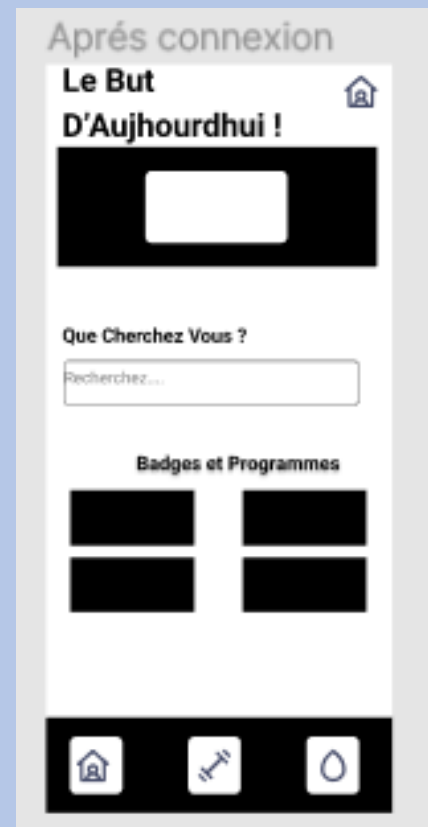 Aprés connexion
Le But
D'Aujhourdhui !
Que Cherchez Vous ?
Recherchez....
Badges et Programmes